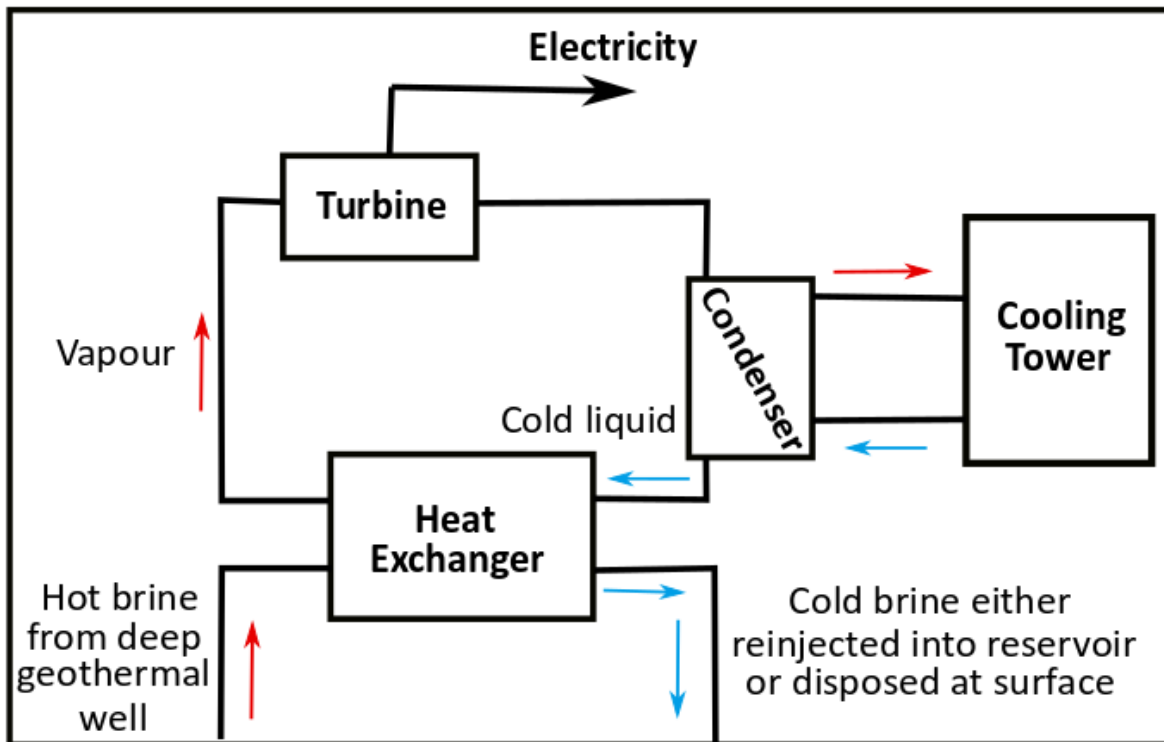 Electricity
Turbine
Vapour
Condenser
Cooling
Tower
Cold liquid
Heat
Exchanger
Hot brine
from deep
geothermal
well
Cold brine either
reinjected into reservoir
or disposed at surface